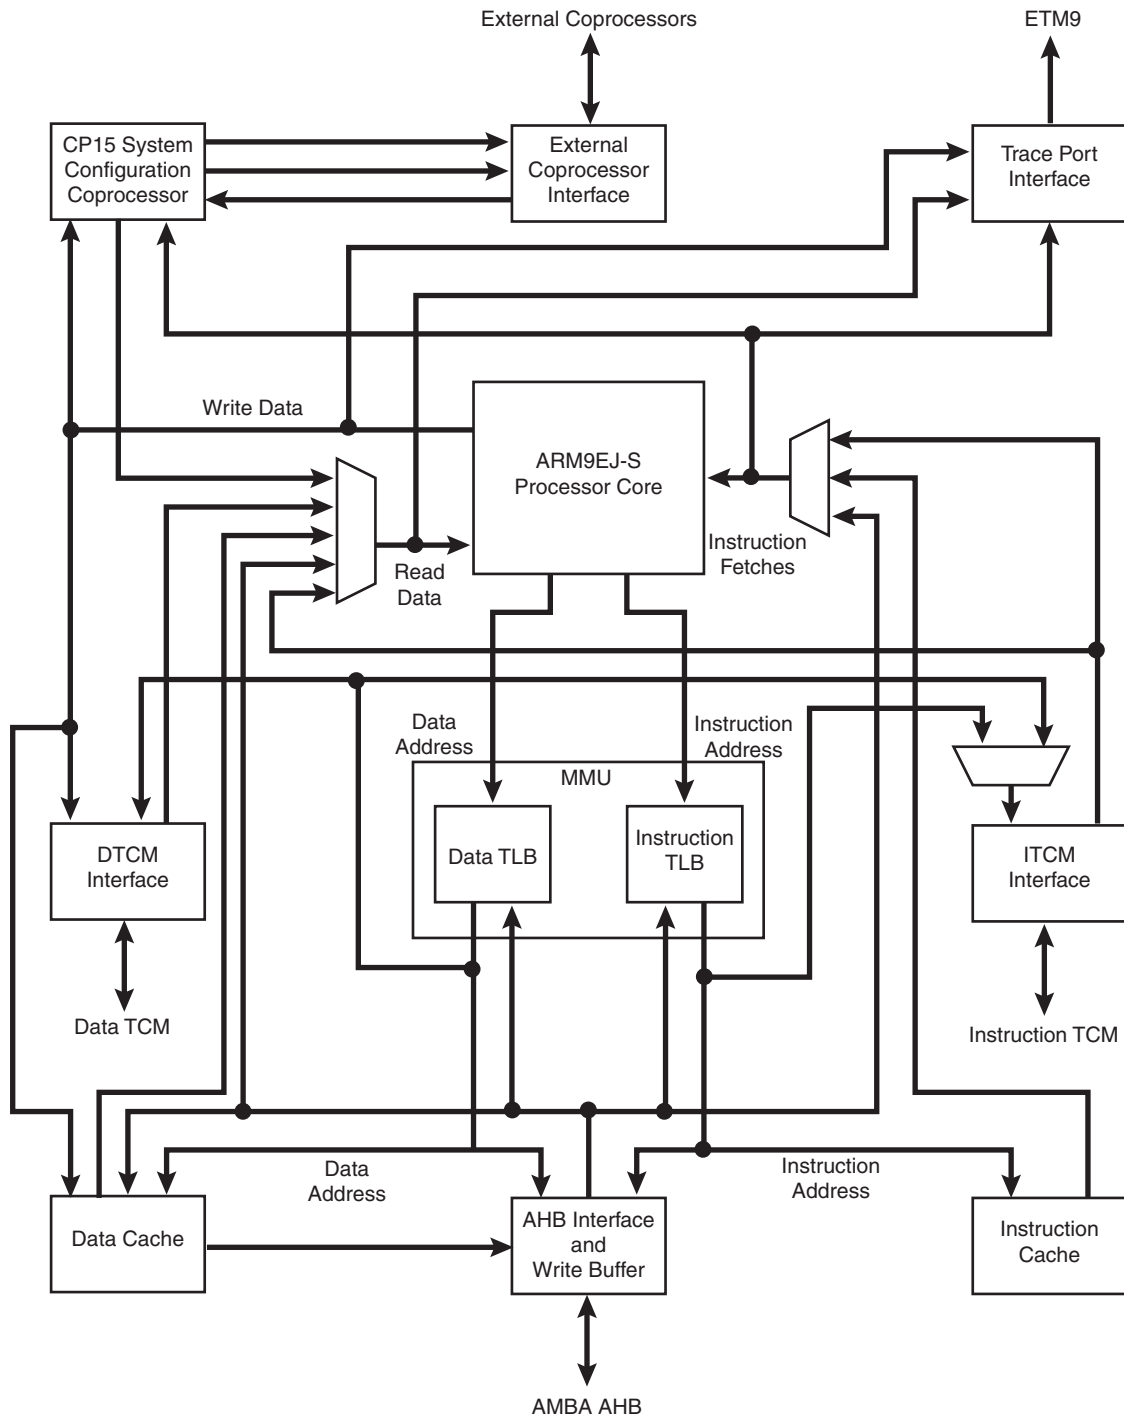 External Coprocessors
ETM9
CP15 System
Configuration
Coprocessor
External
Coprocessor
Interface
Trace Port
Interface
Write Data
ARM9EJ-S
Processor Core
Instruction
Fetches
Read
Data
Data
Address
Instruction
Address
MMU
Data TLB
Instruction
TLB
DTCM
Interface
ITCM
Interface
Data TCM
Instruction TCM
Data
Address
Instruction
Address
Data Cache
AHB Interface
and
Write Buffer
Instruction
Cache
AMBA AHB